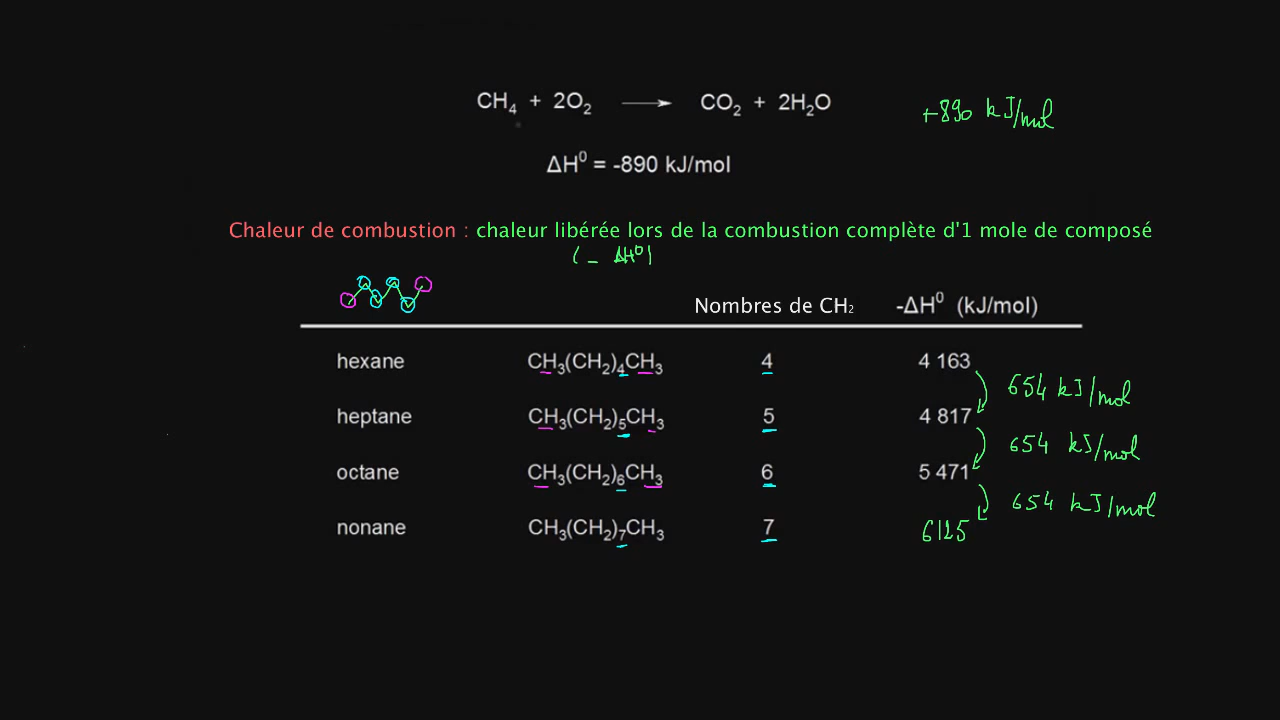 CH₄ + 2O₂ ⟶ CO₂ + 2H₂O +890 kJ/mol
ΔH⁰ = -890 kJ/mol
Chaleur de combustion : chaleur libérée lors de la combustion complète d'1 mole de composé
(- ΔH⁰)
Nombres de CH₂ -ΔH⁰ (kJ/mol)
hexane CH₃(CH₂)₄CH₃ 4 4 163
654 kJ/mol
heptane CH₃(CH₂)₅CH₃ 5 4 817
654 kJ/mol
octane CH₃(CH₂)₆CH₃ 6 5 471
654 kJ/mol
nonane CH₃(CH₂)₇CH₃ 7 6125